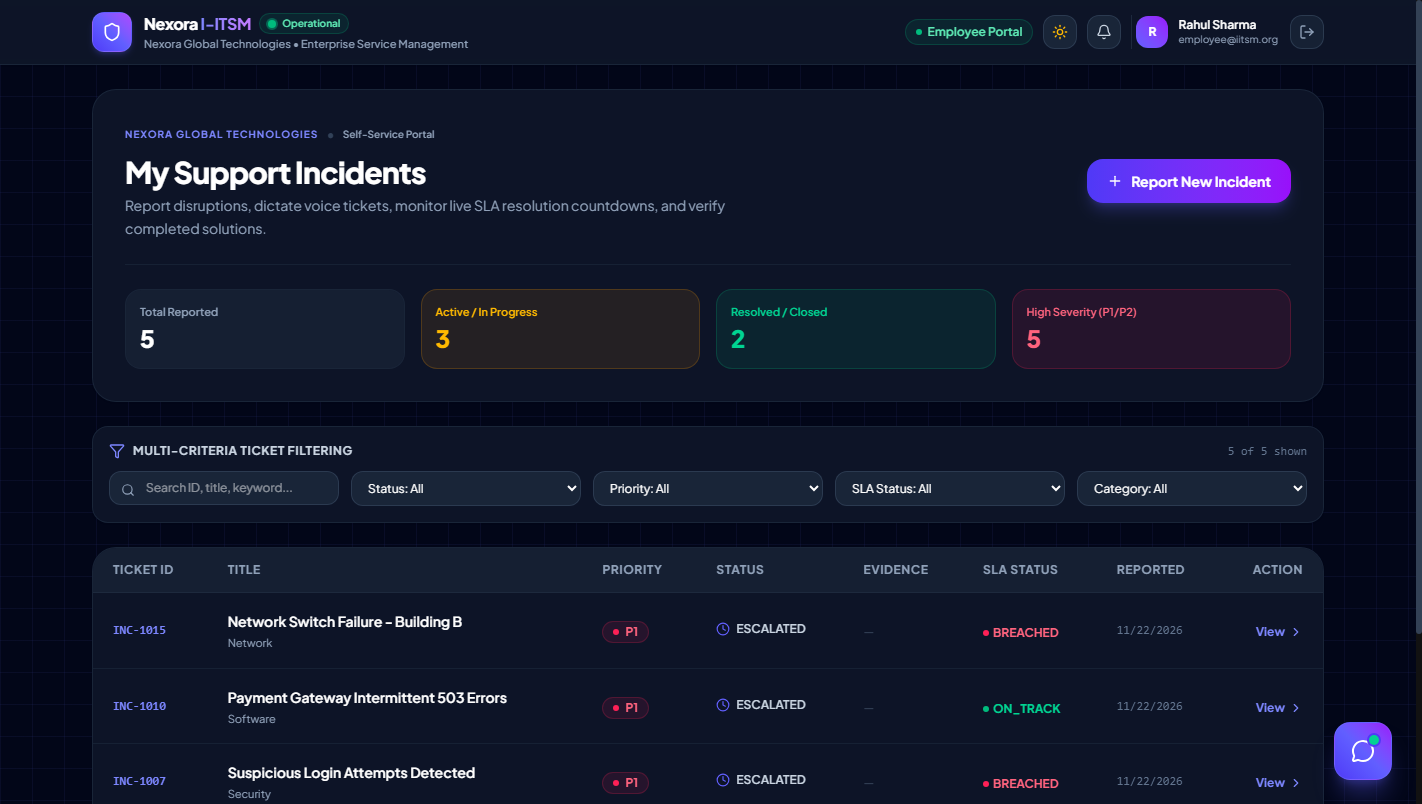 Nexora I-ITSM Operational
Nexora Global Technologies • Enterprise Service Management
Employee Portal
R
Rahul Sharma
employee@iitsm.org
NEXORA GLOBAL TECHNOLOGIES • Self-Service Portal
My Support Incidents
Report disruptions, dictate voice tickets, monitor live SLA resolution countdowns, and verify
completed solutions.
+ Report New Incident
Total Reported
5
Active / In Progress
3
Resolved / Closed
2
High Severity (P1/P2)
5
MULTI-CRITERIA TICKET FILTERING
5 of 5 shown
Search ID, title, keyword...
Status: All
Priority: All
SLA Status: All
Category: All
TICKET ID TITLE PRIORITY STATUS EVIDENCE SLA STATUS REPORTED ACTION
INC-1015 Network Switch Failure - Building B P1 ESCALATED — BREACHED 11/22/2026 View
Network
INC-1010 Payment Gateway Intermittent 503 Errors P1 ESCALATED — ON_TRACK 11/22/2026 View
Software
INC-1007 Suspicious Login Attempts Detected P1 ESCALATED — BREACHED 11/22/2026 View
Security